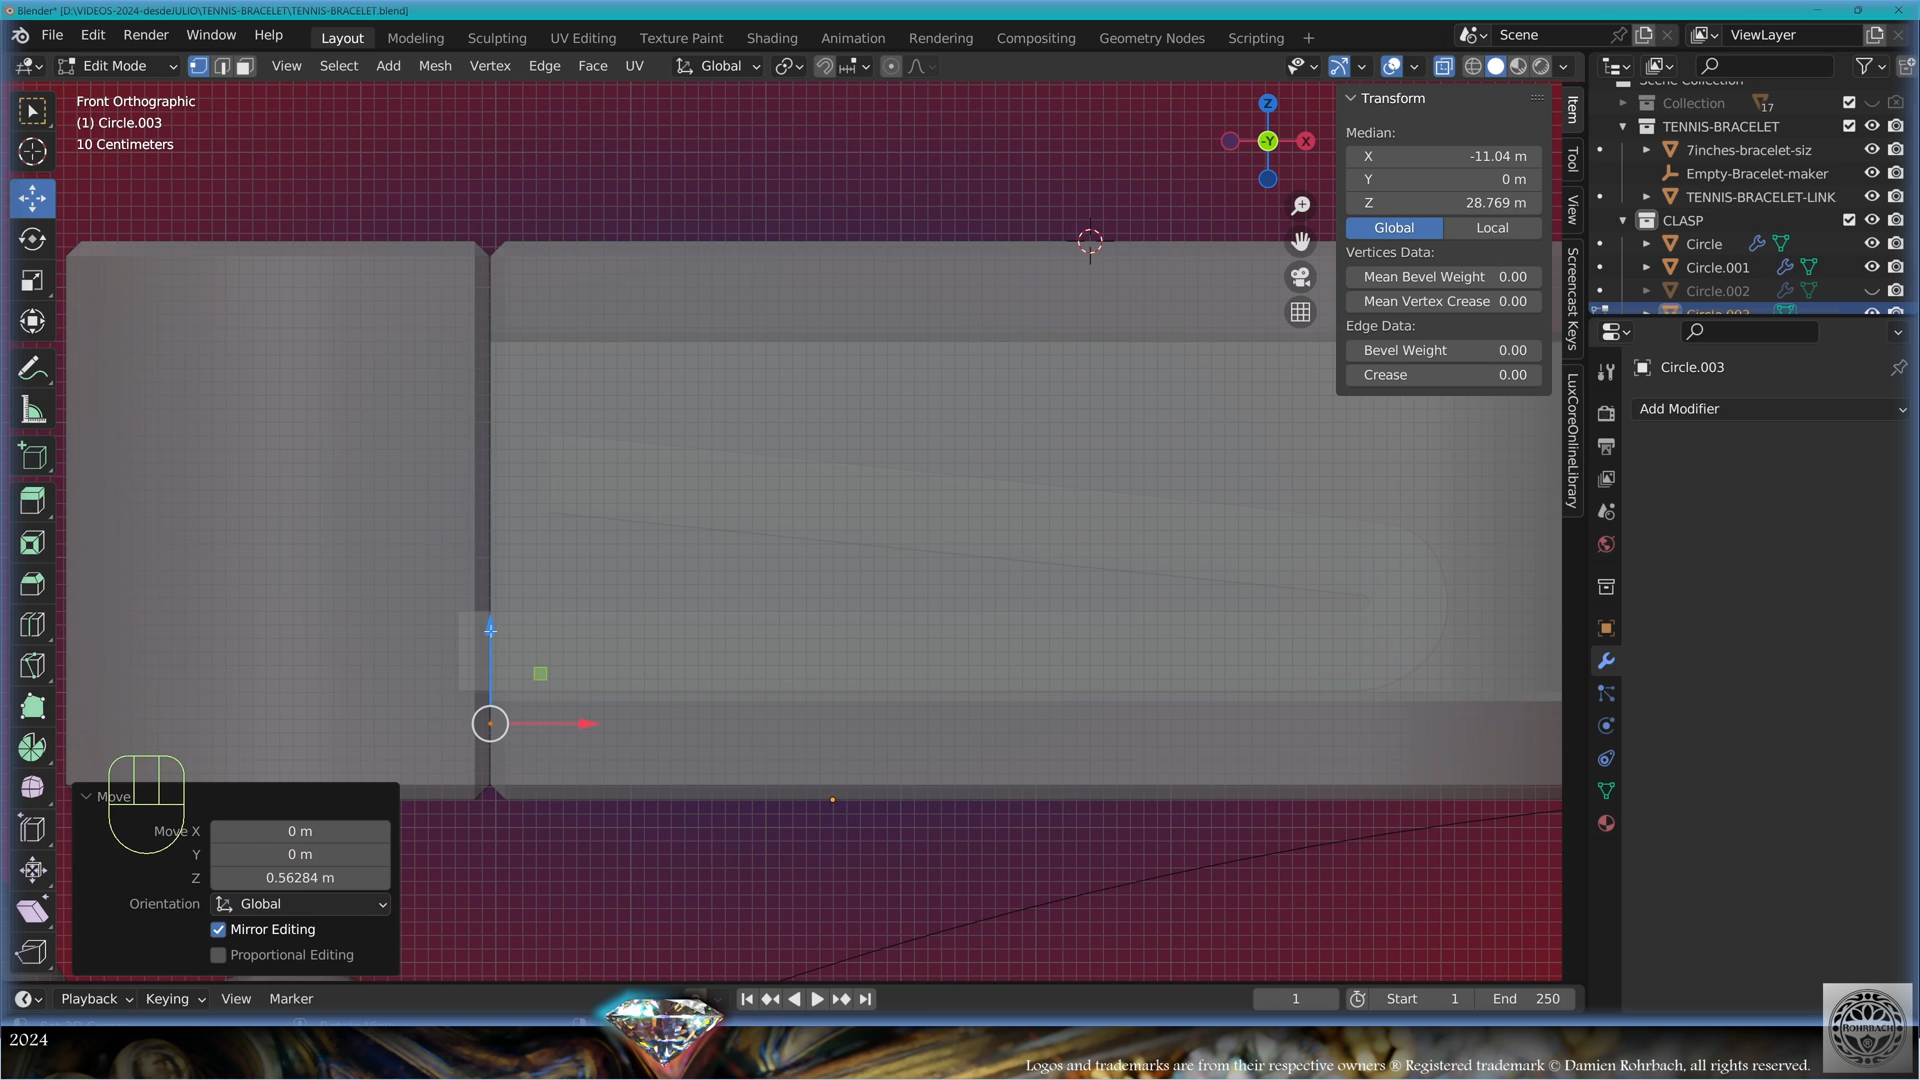 Blender* [D:\VIDEOS-2024-desdeJULIO\TENNIS-BRACELET\TENNIS-BRACELET.blend]
File Edit Render Window Help Layout Modeling Sculpting UV Editing Texture Paint Shading Animation Rendering Compositing Geometry Nodes Scripting + Scene ViewLayer
Edit Mode View Select Add Mesh Vertex Edge Face UV Global
Front Orthographic
(1) Circle.003
10 Centimeters
Z
-Y
X
Transform
Median:
X -11.04 m
Y 0 m
Z 28.769 m
Global Local
Vertices Data:
Mean Bevel Weight 0.00
Mean Vertex Crease 0.00
Edge Data:
Bevel Weight 0.00
Crease 0.00
Item
Tool
View
Screencast Keys
LuxCoreOnlineLibrary
Scene Collection
Collection 17
TENNIS-BRACELET
7inches-bracelet-siz
Empty-Bracelet-maker
TENNIS-BRACELET-LINK
CLASP
Circle
Circle.001
Circle.002
Circle.003
Circle.003
Add Modifier
Move
Move X 0 m
Y 0 m
Z 0.56284 m
Orientation Global
Mirror Editing
Proportional Editing
Playback Keying View Marker 1 Start 1 End 250
2024
ROHRBACH
®
Logos and trademarks are from their respective owners ® Registered trademark © Damien Rohrbach, all rights reserved.